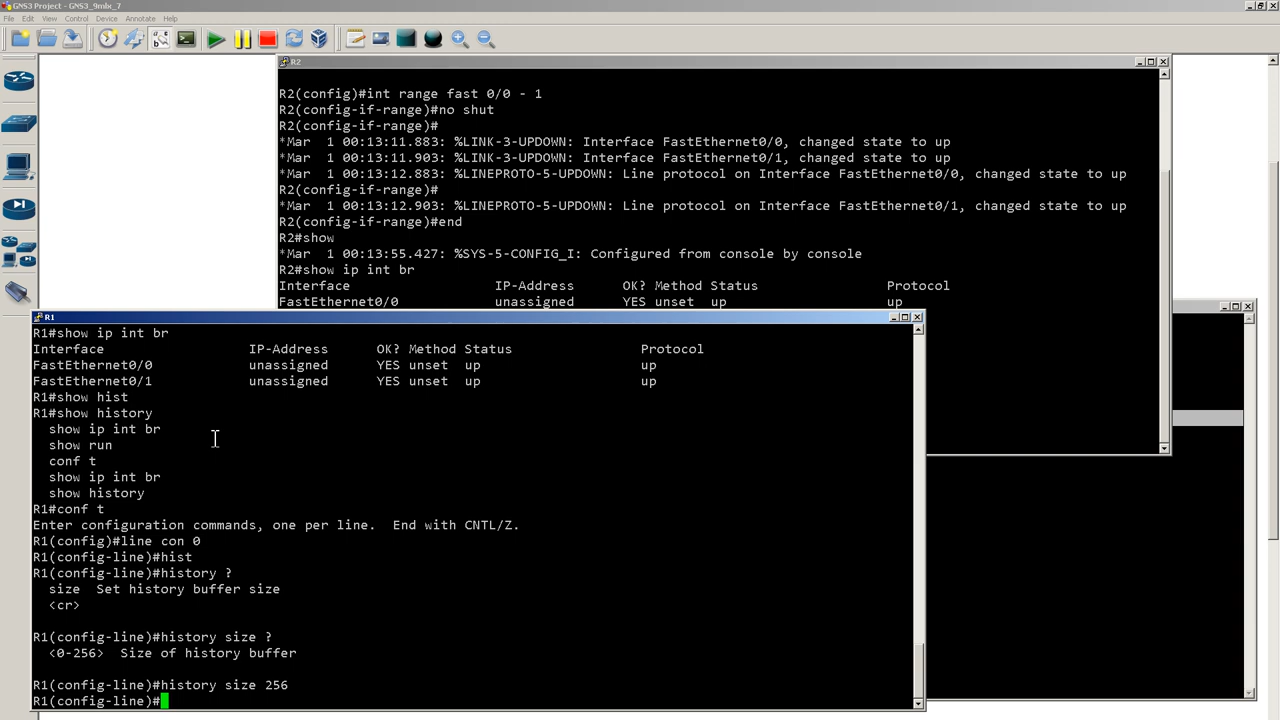 GNS3 Project - GNS3_9mlx_7
File Edit View Control Device Annotate Help
R2
R2(config)#int range fast 0/0 - 1
R2(config-if-range)#no shut
R2(config-if-range)#
*Mar  1 00:13:11.883: %LINK-3-UPDOWN: Interface FastEthernet0/0, changed state to up
*Mar  1 00:13:11.903: %LINK-3-UPDOWN: Interface FastEthernet0/1, changed state to up
*Mar  1 00:13:12.883: %LINEPROTO-5-UPDOWN: Line protocol on Interface FastEthernet0/0, changed state to up
R2(config-if-range)#
*Mar  1 00:13:12.903: %LINEPROTO-5-UPDOWN: Line protocol on Interface FastEthernet0/1, changed state to up
R2(config-if-range)#end
R2#show
*Mar  1 00:13:55.427: %SYS-5-CONFIG_I: Configured from console by console
R2#show ip int br
Interface IP-Address OK? Method Status Protocol
FastEthernet0/0 unassigned YES unset up up
R1
R1#show ip int br
Interface IP-Address OK? Method Status Protocol
FastEthernet0/0 unassigned YES unset up up
FastEthernet0/1 unassigned YES unset up up
R1#show hist
R1#show history
show ip int br
show run
conf t
show ip int br
show history
R1#conf t
Enter configuration commands, one per line.  End with CNTL/Z.
R1(config)#line con 0
R1(config-line)#hist
R1(config-line)#history ?
size  Set history buffer size
<cr>
R1(config-line)#history size ?
<0-256>  Size of history buffer
R1(config-line)#history size 256
R1(config-line)#